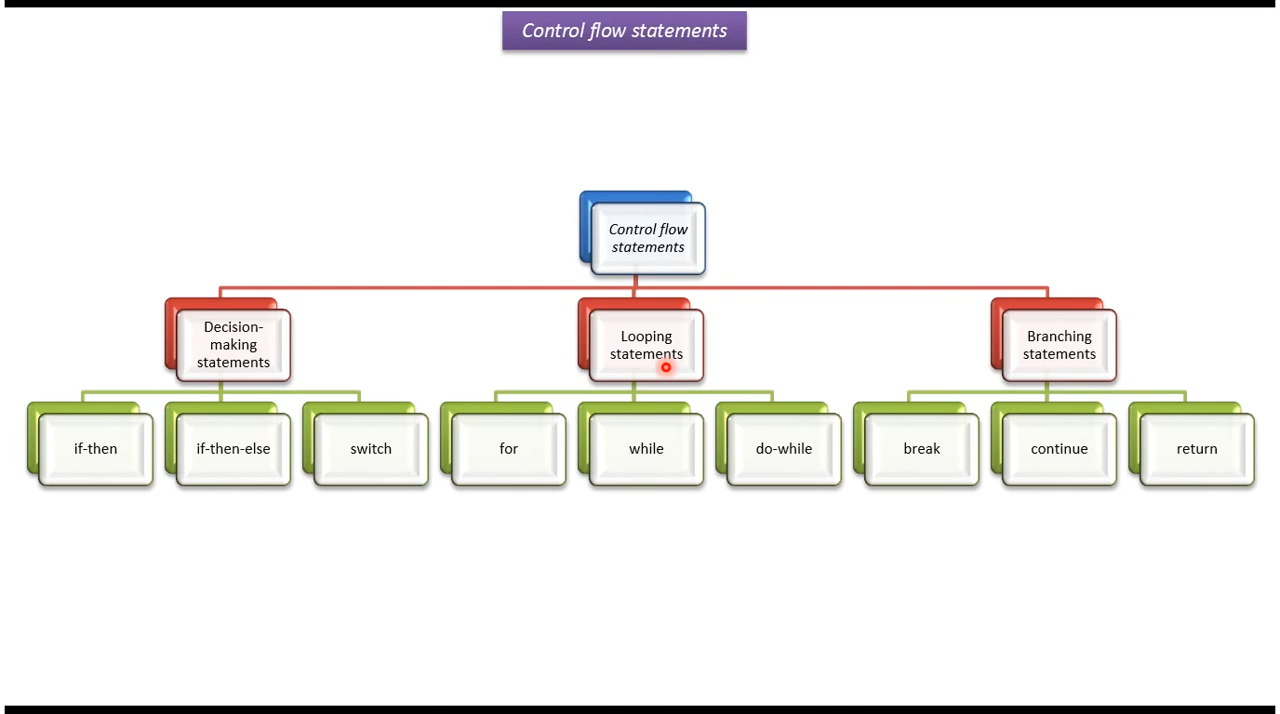 Control flow statements
Control flow
statements
Decision-
making
statements
Looping
statements
Branching
statements
if-then
if-then-else
switch
for
while
do-while
break
continue
return